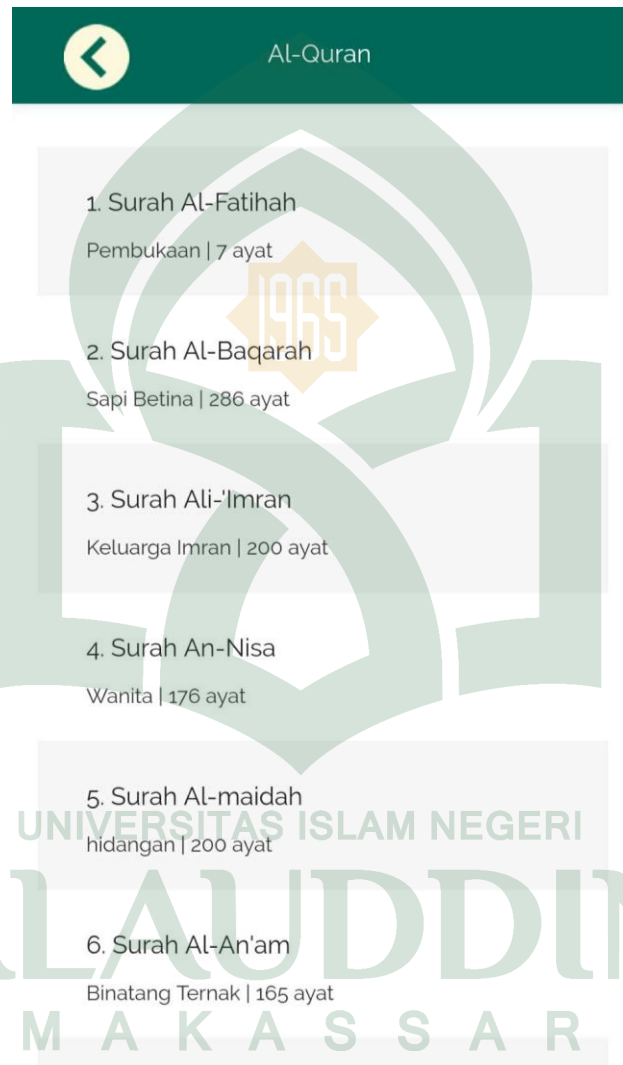 Al-Quran
1. Surah Al-Fatihah
Pembukaan | 7 ayat
1965
2. Surah Al-Baqarah
Sapi Betina | 286 ayat
3. Surah Ali-'Imran
Keluarga Imran | 200 ayat
4. Surah An-Nisa
Wanita | 176 ayat
5. Surah Al-maidah
UNIVERSITAS ISLAM NEGERI
hidangan | 200 ayat
ALAUDDIN
6. Surah Al-An'am
Binatang Ternak | 165 ayat
MAKASSAR